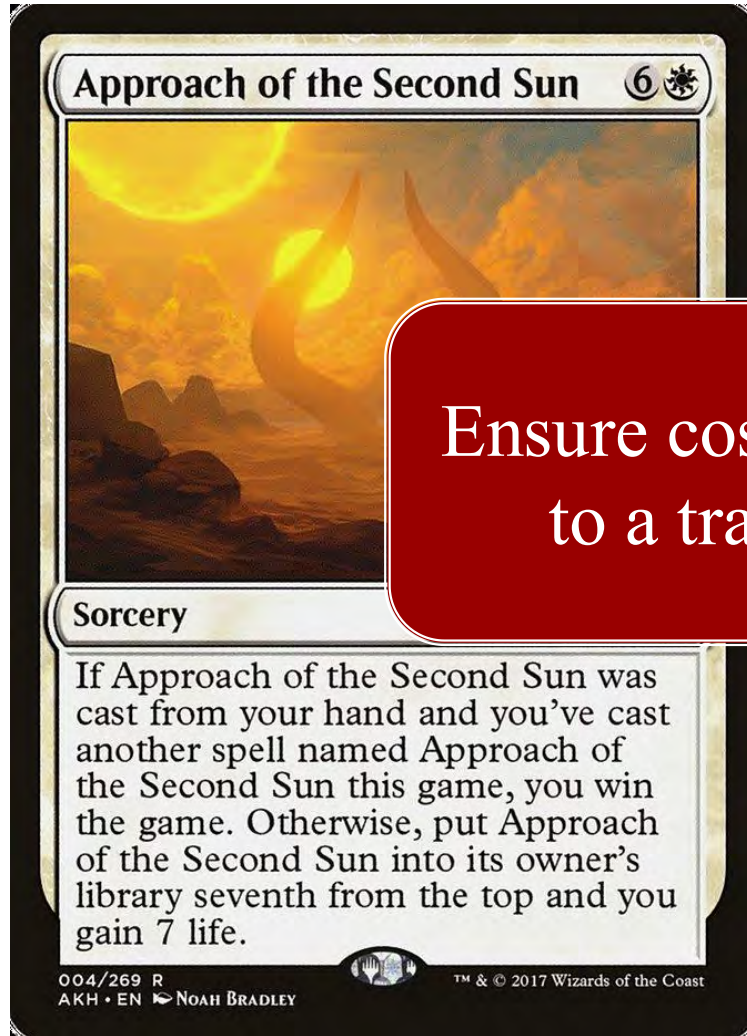 Approach of the Second Sun 6
Ensure
to a
Sorcery
If Approach of the Second Sun was
cast from your hand and you've cast
another spell named Approach of
the Second Sun this game, you win
the game. Otherwise, put Approach
of the Second Sun into its owner's
library seventh from the top and you
gain 7 life.
004/269 R
AKH • EN NOAH BRADLEY
™ & © 2017 Wizards of the Coast